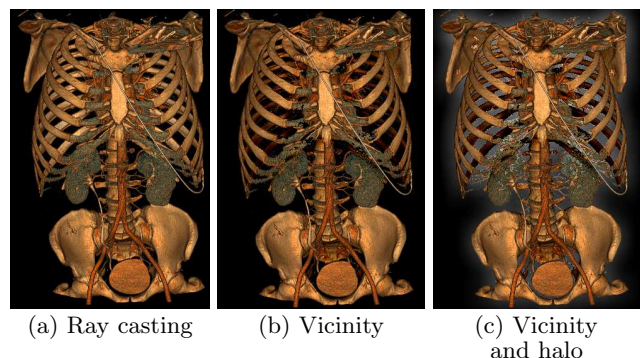 (a) Ray casting
(b) Vicinity
(c) Vicinity
and halo